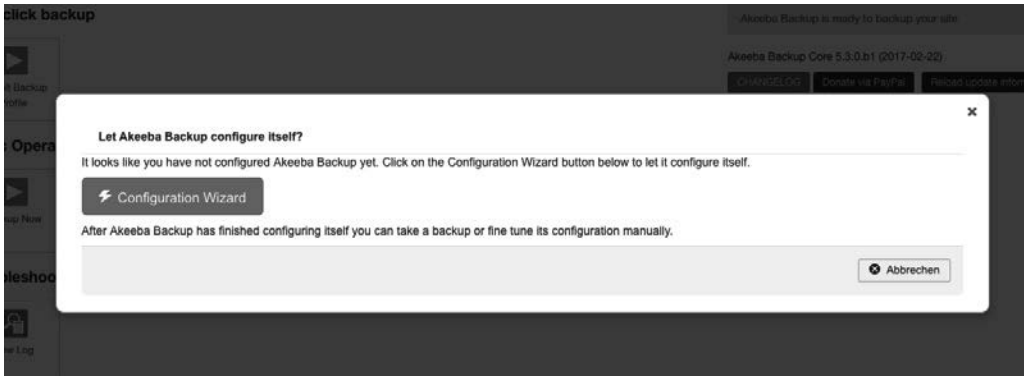 click backup
Akeeba Backup is ready to backup your site
Akeeba Backup Core 5.3.0.b1 (2017-02-22)
CHANGELOG Donate via PayPal Reload update inform
Backup
Profile
Let Akeeba Backup configure itself?
It looks like you have not configured Akeeba Backup yet. Click on the Configuration Wizard button below to let it configure itself.
Configuration Wizard
After Akeeba Backup has finished configuring itself you can take a backup or fine tune its configuration manually.
Abbrechen
Opera
up Now
bleshoo
Log